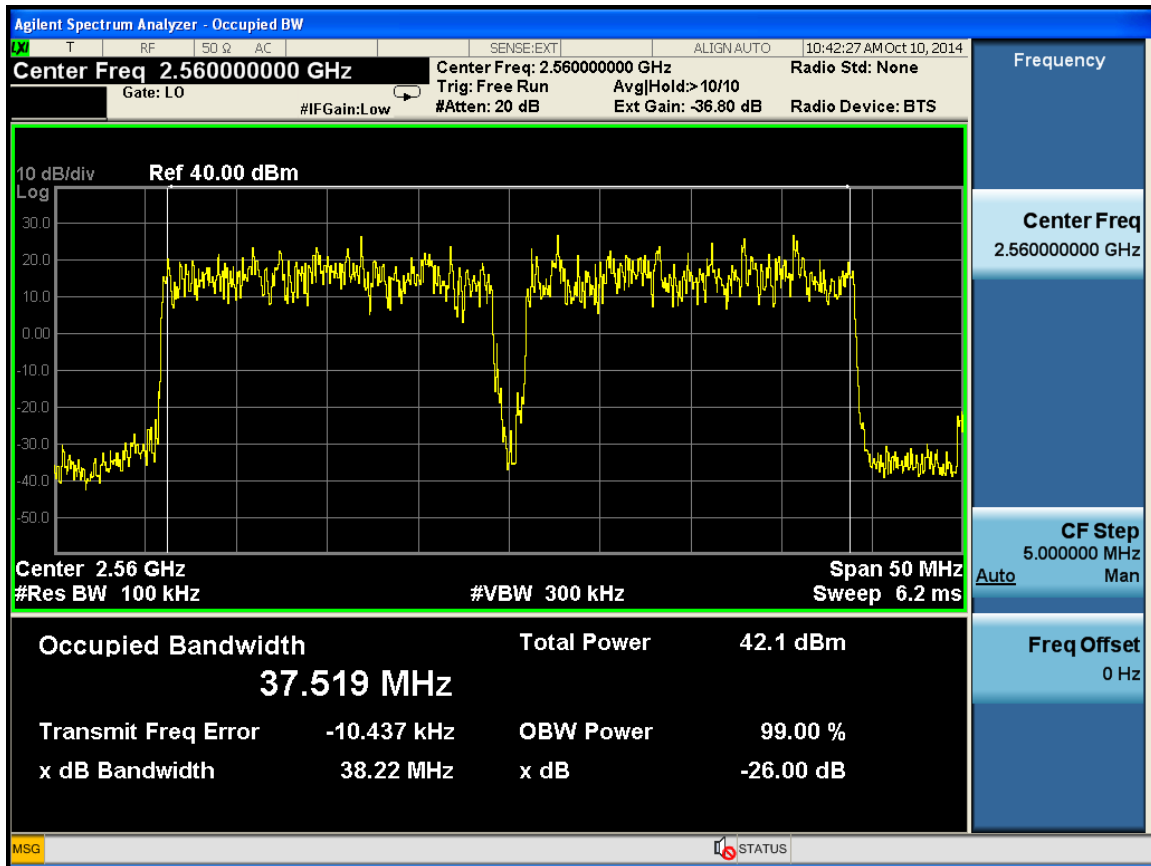 Agilent Spectrum Analyzer - Occupied BW
LXI T RF 50 Ω AC SENSE:EXT ALIGN AUTO 10:42:27 AM Oct 10, 2014
Center Freq 2.560000000 GHz
Center Freq: 2.560000000 GHz
Radio Std: None
Gate: LO
Trig: Free Run
Avg|Hold:>10/10
#IFGain:Low
#Atten: 20 dB
Ext Gain: -36.80 dB
Radio Device: BTS
10 dB/div
Ref 40.00 dBm
Log
30.0
20.0
10.0
0.00
-10.0
-20.0
-30.0
-40.0
-50.0
Center 2.56 GHz
Span 50 MHz
#Res BW 100 kHz
#VBW 300 kHz
Sweep 6.2 ms
Occupied Bandwidth
Total Power 42.1 dBm
37.519 MHz
Transmit Freq Error -10.437 kHz
OBW Power 99.00 %
x dB Bandwidth 38.22 MHz
x dB -26.00 dB
Frequency
Center Freq
2.560000000 GHz
CF Step
5.000000 MHz
Auto Man
Freq Offset
0 Hz
MSG
STATUS